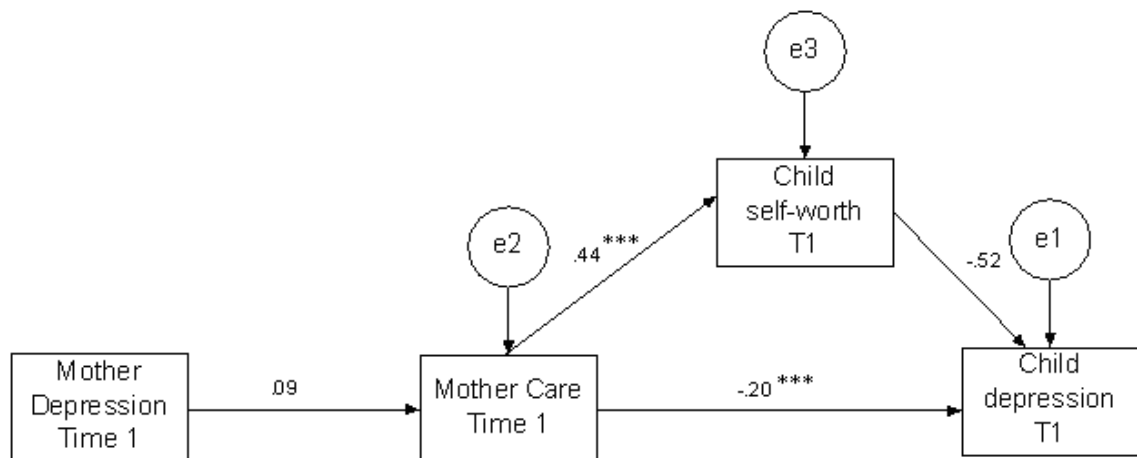 e3
Child
self-worth
T1
e2
.44***
e1
-.52
Mother
Depression
Time 1
.09
Mother Care
Time 1
-.20***
Child
depression
T1